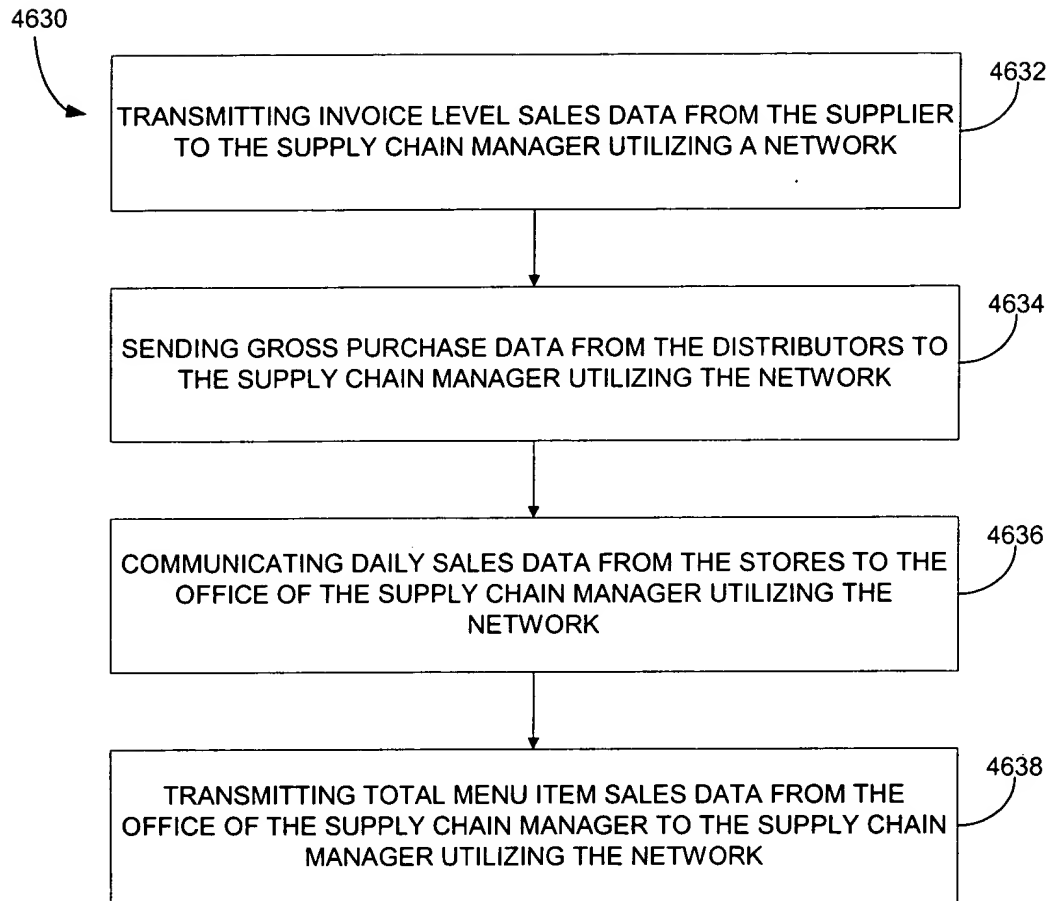 4630
4632
TRANSMITTING INVOICE LEVEL SALES DATA FROM THE SUPPLIER
TO THE SUPPLY CHAIN MANAGER UTILIZING A NETWORK
4634
SENDING GROSS PURCHASE DATA FROM THE DISTRIBUTORS TO
THE SUPPLY CHAIN MANAGER UTILIZING THE NETWORK
4636
COMMUNICATING DAILY SALES DATA FROM THE STORES TO THE
OFFICE OF THE SUPPLY CHAIN MANAGER UTILIZING THE
NETWORK
4638
TRANSMITTING TOTAL MENU ITEM SALES DATA FROM THE
OFFICE OF THE SUPPLY CHAIN MANAGER TO THE SUPPLY CHAIN
MANAGER UTILIZING THE NETWORK